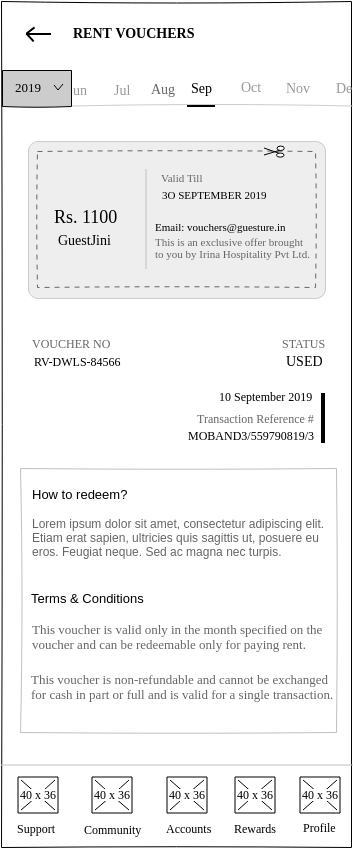 RENT VOUCHERS
2019 un Jul Aug Sep Oct Nov De
Valid Till
3O SEPTEMBER 2019
Rs. 1100
GuestJini
Email: vouchers@guesture.in
This is an exclusive offer brought
to you by Irina Hospitality Pvt Ltd.
VOUCHER NO STATUS
RV-DWLS-84566 USED
10 September 2019
Transaction Reference #
MOBAND3/559790819/3
How to redeem?
Lorem ipsum dolor sit amet, consectetur adipiscing elit.
Etiam erat sapien, ultricies quis sagittis ut, posuere eu
eros. Feugiat neque. Sed ac magna nec turpis.
Terms & Conditions
This voucher is valid only in the month specified on the
voucher and can be redeemable only for paying rent.
This voucher is non-refundable and cannot be exchanged
for cash in part or full and is valid for a single transaction.
40 x 36 40 x 36 40 x 36 40 x 36 40 x 36
Support Community Accounts Rewards Profile